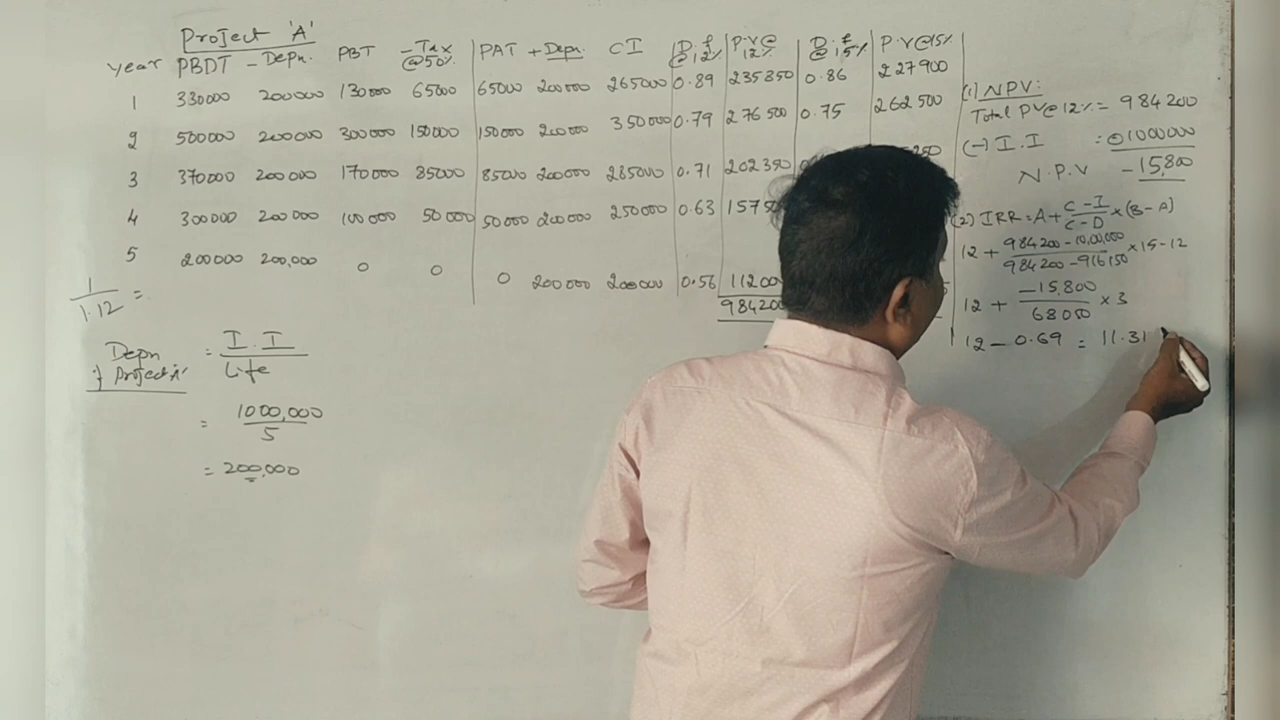 Project 'A'
year PBDT - Depn. PBT - Tax @50% PAT + Depn. CI D.f @12% P.V@ 12% D.f @15% P.V@15%
1 330000 200000 130000 65000 65000 200000 265000 0.89 235850 0.86 227900
2 500000 200000 300000 150000 150000 200000 350000 0.79 276500 0.75 262500
3 370000 200000 170000 85000 85000 200000 285000 0.71 202350
4 300000 200000 100000 50000 50000 200000 250000 0.63
5 200000 200,000 0 0 0 200000 200000 0.56
1/1.12 =
Depn of Project 'A' = I.I / Life
= 1000,000 / 5
= 200,000
(1) NPV:
Total PV@12% = 984200
(-) I.I = 1000000
N.P.V - 15,800
(2) IRR = A + C - I / C - D × (B - A)
12 + 984200 - 10,00,000 / 984200 - 916150 × 15 - 12
12 + -15,800 / 68050 × 3
12 - 0.69 = 11.31